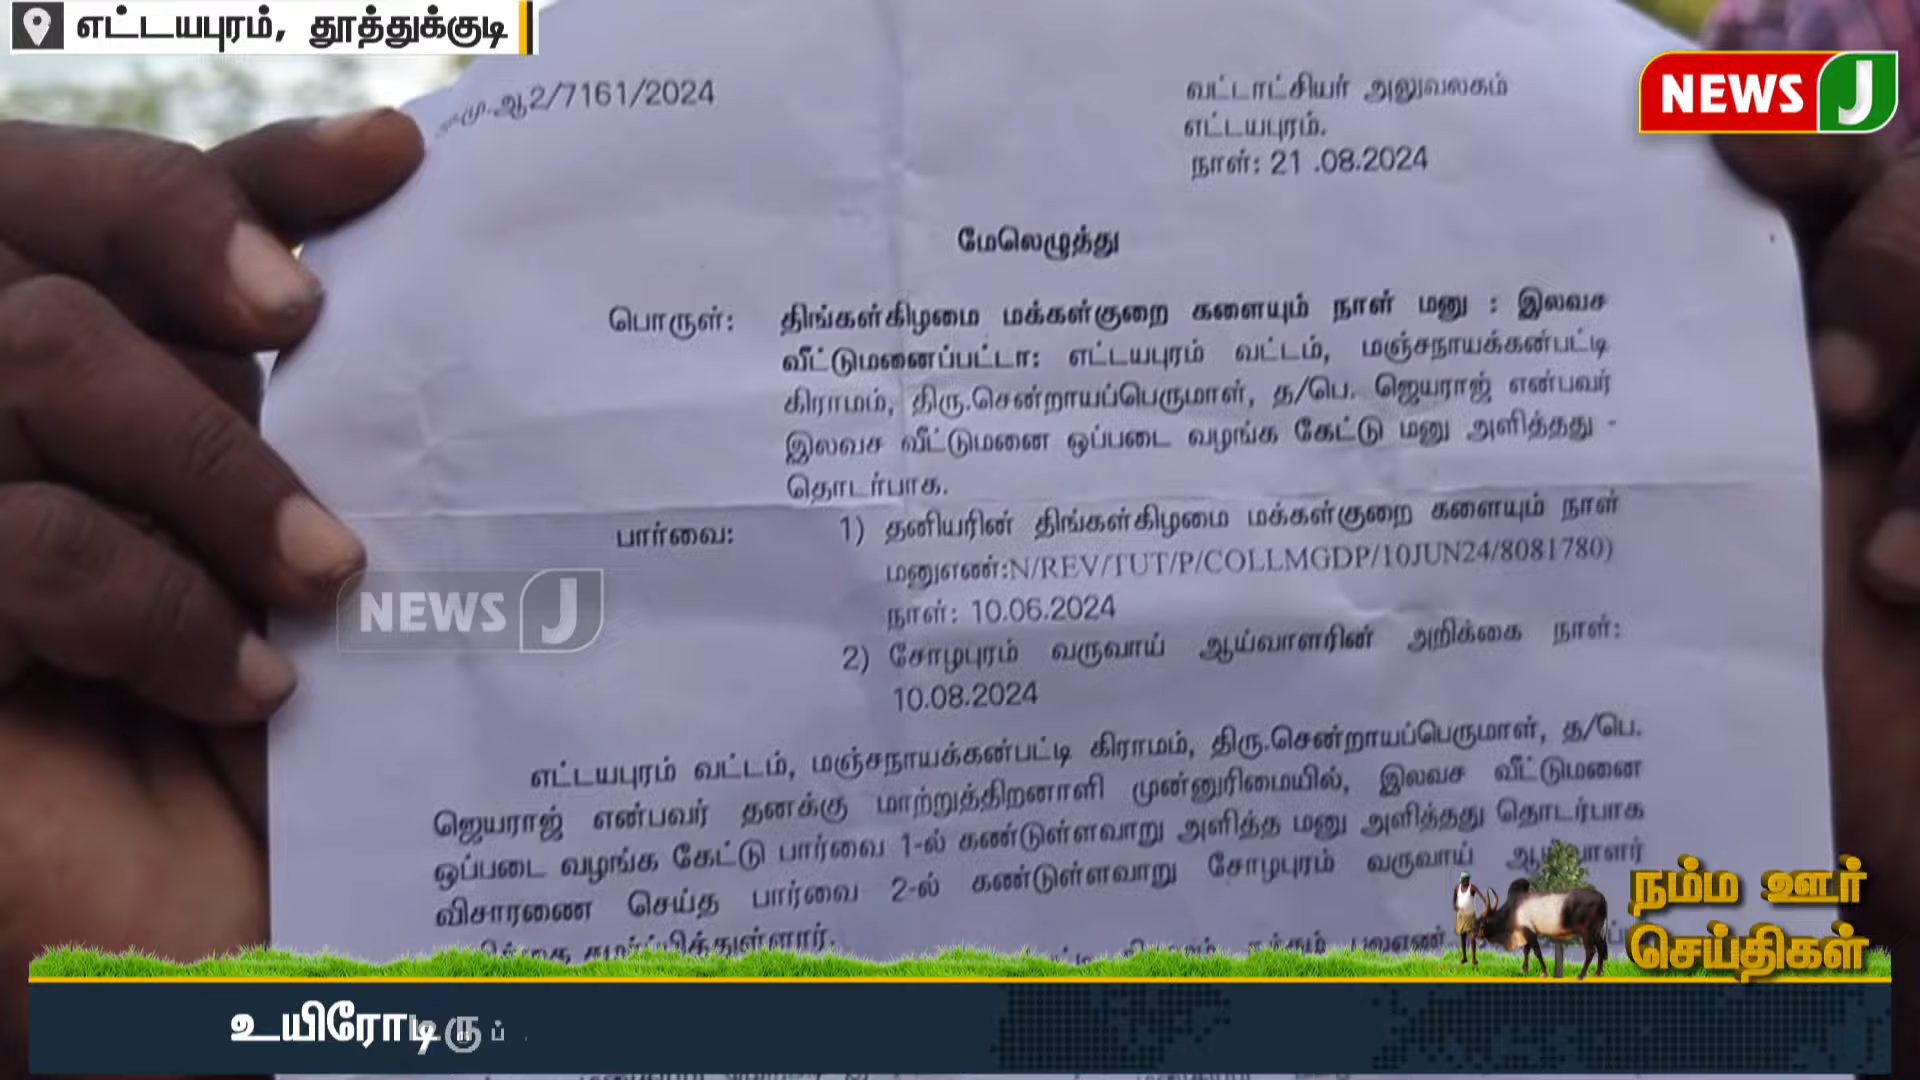 எட்டயபுரம், தூத்துக்குடி
NEWS J
மு.ஆ2/7161/2024
வட்டாட்சியர் அலுவலகம்
எட்டயபுரம்.
நாள்: 21 .08.2024
மேலெழுத்து
பொருள்: திங்கள்கிழமை மக்கள்குறை களையும் நாள் மனு : இலவச
வீட்டுமனைப்பட்டா: எட்டயபுரம் வட்டம், மஞ்சநாயக்கன்பட்டி
கிராமம், திரு.சென்றாயப்பெருமாள், த/பெ. ஜெயராஜ் என்பவர்
இலவச வீட்டுமனை ஒப்படை வழங்க கேட்டு மனு அளித்தது -
தொடர்பாக.
பார்வை: 1) தனியரின் திங்கள்கிழமை மக்கள்குறை களையும் நாள்
மனுஎண்:N/REV/TUT/P/COLLMGDP/10JUN24/8081780)
நாள்: 10.06.2024
2) சோழபுரம் வருவாய் ஆய்வாளரின் அறிக்கை நாள்:
10.08.2024
NEWS J
எட்டயபுரம் வட்டம், மஞ்சநாயக்கன்பட்டி கிராமம், திரு.சென்றாயப்பெருமாள், த/பெ.
ஜெயராஜ் என்பவர் தனக்கு மாற்றுத்திறனாளி முன்னுரிமையில், இலவச வீட்டுமனை
ஒப்படை வழங்க கேட்டு பார்வை 1-ல் கண்டுள்ளவாறு அளித்த மனு அளித்தது தொடர்பாக
விசாரணை செய்த பார்வை 2-ல் கண்டுள்ளவாறு சோழபுரம் வருவாய்
நம்ம ஊர்
செய்திகள்
உயிரோடிருப்